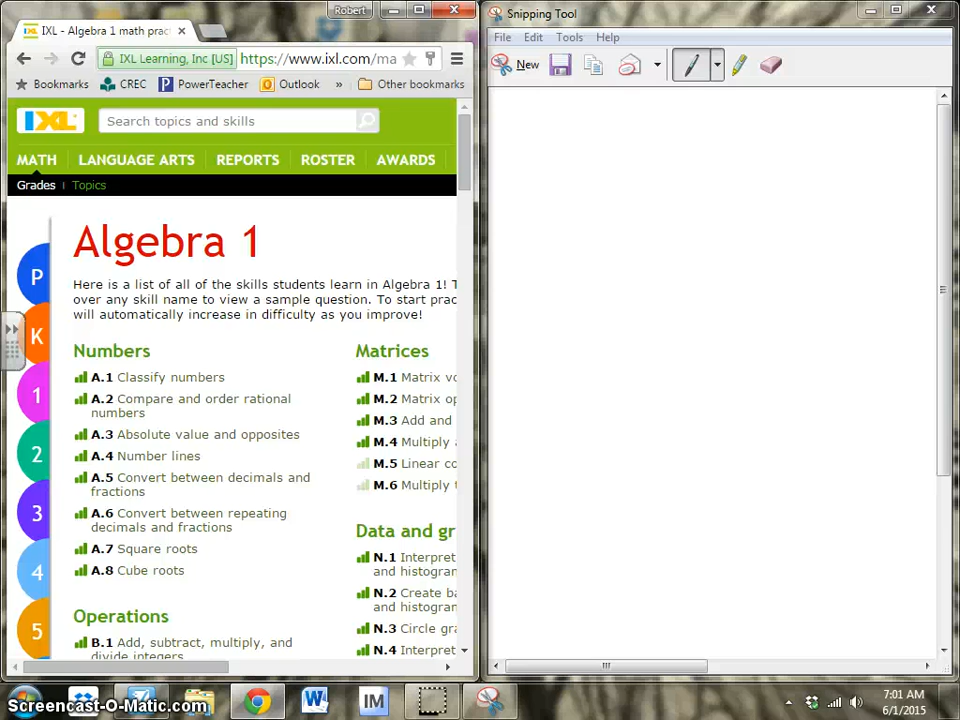 Robert
IXL - Algebra 1 math prac
IXL Learning, Inc [US] https://www.ixl.com/ma
Bookmarks CREC PowerTeacher Outlook » Other bookmarks
IXL Search topics and skills
MATH LANGUAGE ARTS REPORTS ROSTER AWARDS
Grades Topics
Algebra 1
Here is a list of all of the skills students learn in Algebra 1! T
over any skill name to view a sample question. To start prac
will automatically increase in difficulty as you improve!
P
K
1
2
3
4
5
Numbers
A.1 Classify numbers
A.2 Compare and order rational
numbers
A.3 Absolute value and opposites
A.4 Number lines
A.5 Convert between decimals and
fractions
A.6 Convert between repeating
decimals and fractions
A.7 Square roots
A.8 Cube roots
Operations
B.1 Add, subtract, multiply, and
divide integers
Matrices
M.1 Matrix vo
M.2 Matrix op
M.3 Add and
M.4 Multiply a
M.5 Linear co
M.6 Multiply t
Data and gr
N.1 Interpret
and histogran
N.2 Create ba
and histogran
N.3 Circle gra
N.4 Interpret
Snipping Tool
File Edit Tools Help
New
W IM
Screencast-O-Matic.com
7:01 AM
6/1/2015